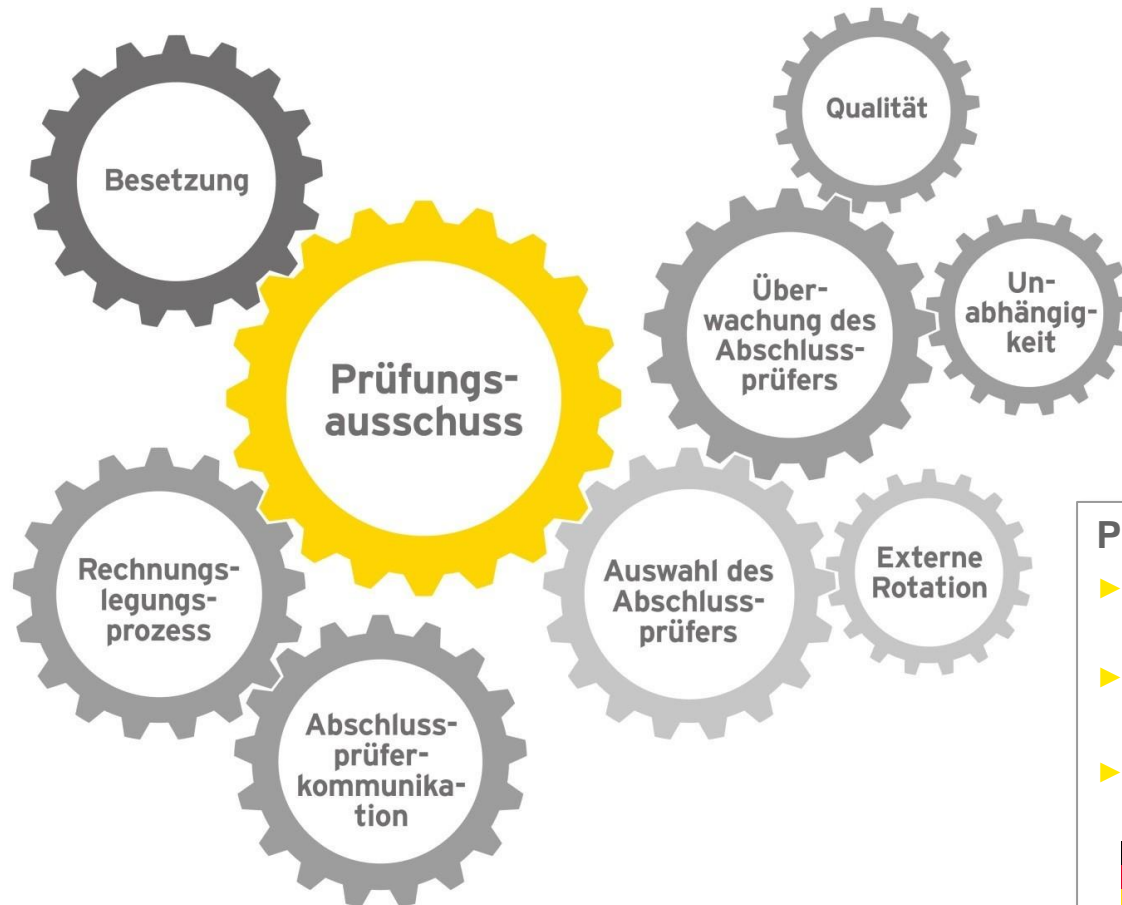 Qualität
Besetzung
Un-
abhängig-
keit
Über-
wachung des
Abschluss-
prüfers
Prüfungs-
ausschuss
Rechnungs-
legungs-
prozess
Auswahl des
Abschluss-
prüfers
Externe
Rotation
Abschluss-
prüfer-
kommunika-
tion
P